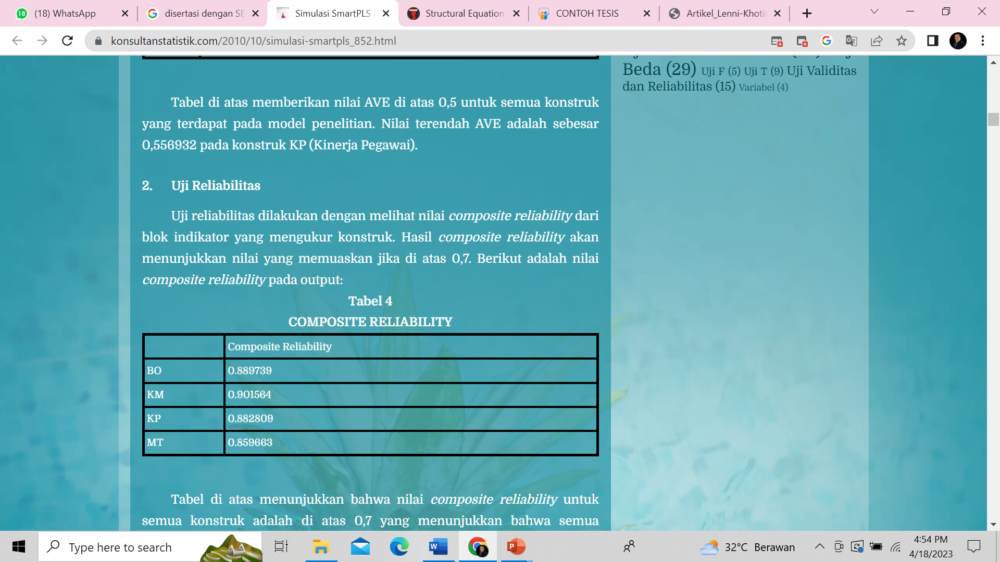 18
(18) WhatsApp
disertasi dengan SE
Simulasi SmartPLS (
Structural Equation
CONTOH TESIS
Artikel_Lenni-Khoti
konsultanstatistik.com/2010/10/simulasi-smartpls_852.html
Beda (29) Uji F (5) Uji T (9) Uji Validitas
dan Reliabilitas (15) Variabel (4)
Tabel di atas memberikan nilai AVE di atas 0,5 untuk semua konstruk
yang terdapat pada model penelitian. Nilai terendah AVE adalah sebesar
0,556932 pada konstruk KP (Kinerja Pegawai).
2. Uji Reliabilitas
Uji reliabilitas dilakukan dengan melihat nilai composite reliability dari
blok indikator yang mengukur konstruk. Hasil composite reliability akan
menunjukkan nilai yang memuaskan jika di atas 0,7. Berikut adalah nilai
composite reliability pada output:
Tabel 4
COMPOSITE RELIABILITY
Composite Reliability
BO 0.889739
KM 0.901564
KP 0.882809
MT 0.859663
Tabel di atas menunjukkan bahwa nilai composite reliability untuk
semua konstruk adalah di atas 0,7 yang menunjukkan bahwa semua
Type here to search
32°C Berawan
4:54 PM
4/18/2023